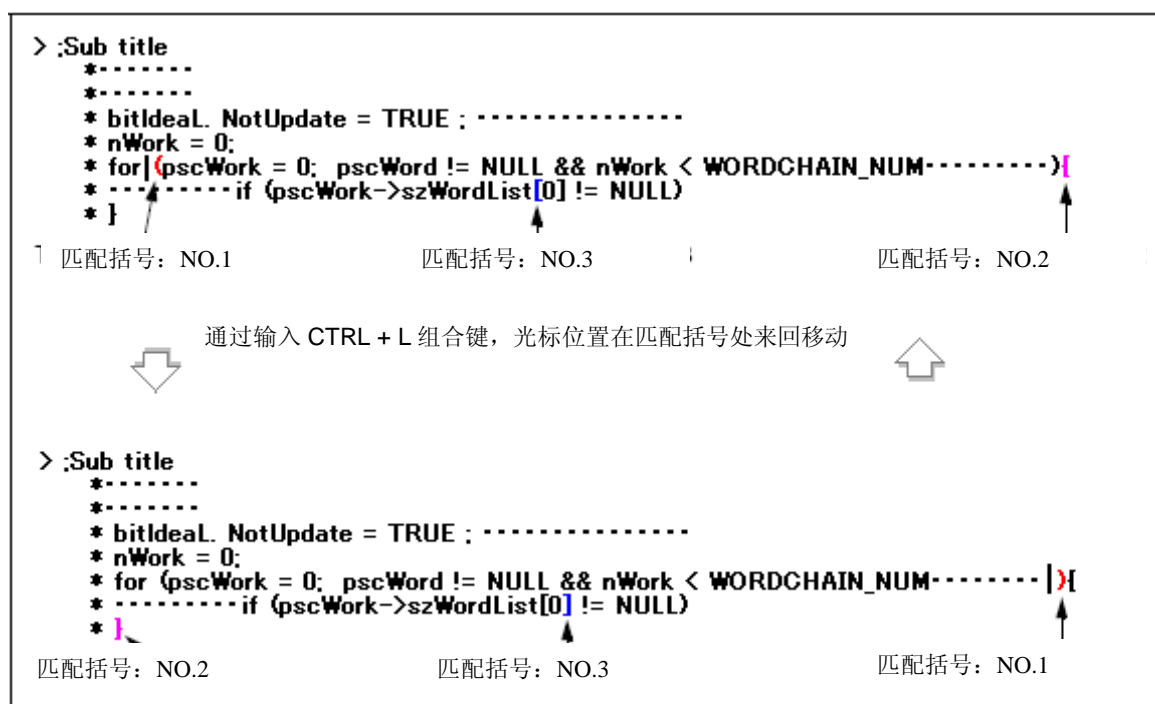 > ;Sub title
*-------
*-------
* bitIdeaL. NotUpdate = TRUE ; ---------------
* nWork = 0;
* for (pscWork = 0;  pscWord != NULL && nWork < WORDCHAIN_NUM---------){
* ---------if (pscWork->szWordList[0] != NULL)
* }
匹配括号：NO.1 匹配括号：NO.3 匹配括号：NO.2
通过输入 CTRL + L 组合键，光标位置在匹配括号处来回移动
> ;Sub title
*-------
*-------
* bitIdeaL. NotUpdate = TRUE ; ---------------
* nWork = 0;
* for (pscWork = 0;  pscWord != NULL && nWork < WORDCHAIN_NUM-------- ){
* ---------if (pscWork->szWordList[0] != NULL)
* }
匹配括号：NO.2 匹配括号：NO.3 匹配括号：NO.1